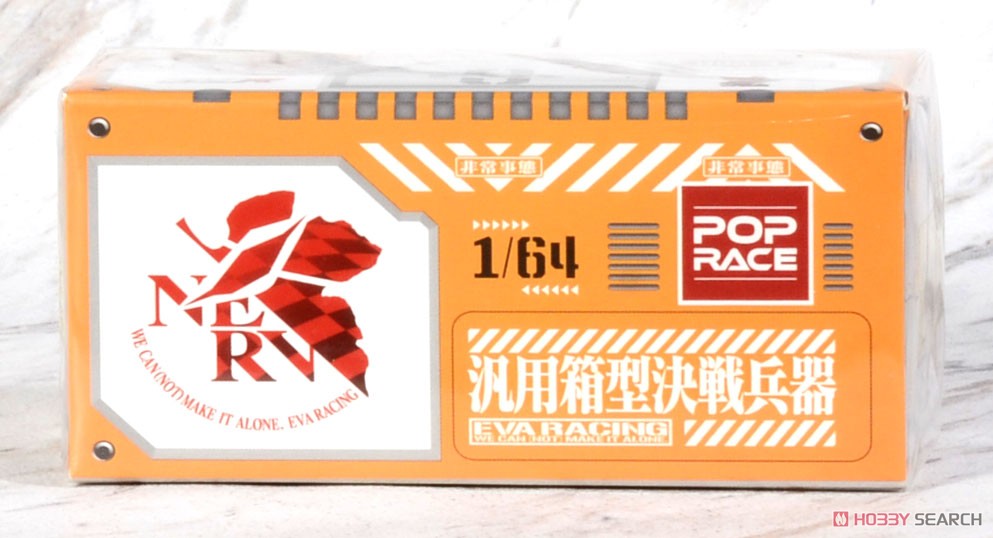 非常事態
非常事態
1/64
POP
RACE
NERV
WE CAN (NOT) MAKE IT ALONE. EVA RACING
汎用箱型決戦兵器
EVA RACING
WE CAN (NOT) MAKE IT ALONE
HOBBY SEARCH